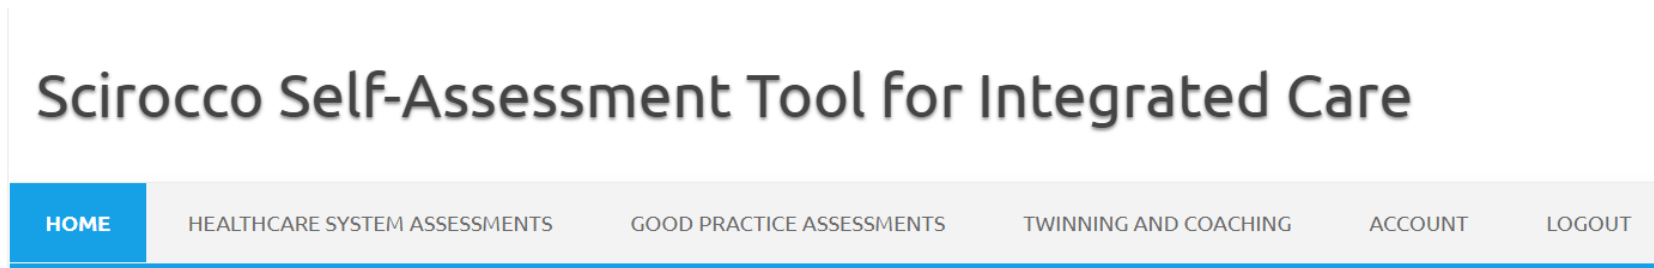 Scirocco Self-Assessment Tool for Integrated Care
HOME HEALTHCARE SYSTEM ASSESSMENTS GOOD PRACTICE ASSESSMENTS TWINNING AND COACHING ACCOUNT LOGOUT